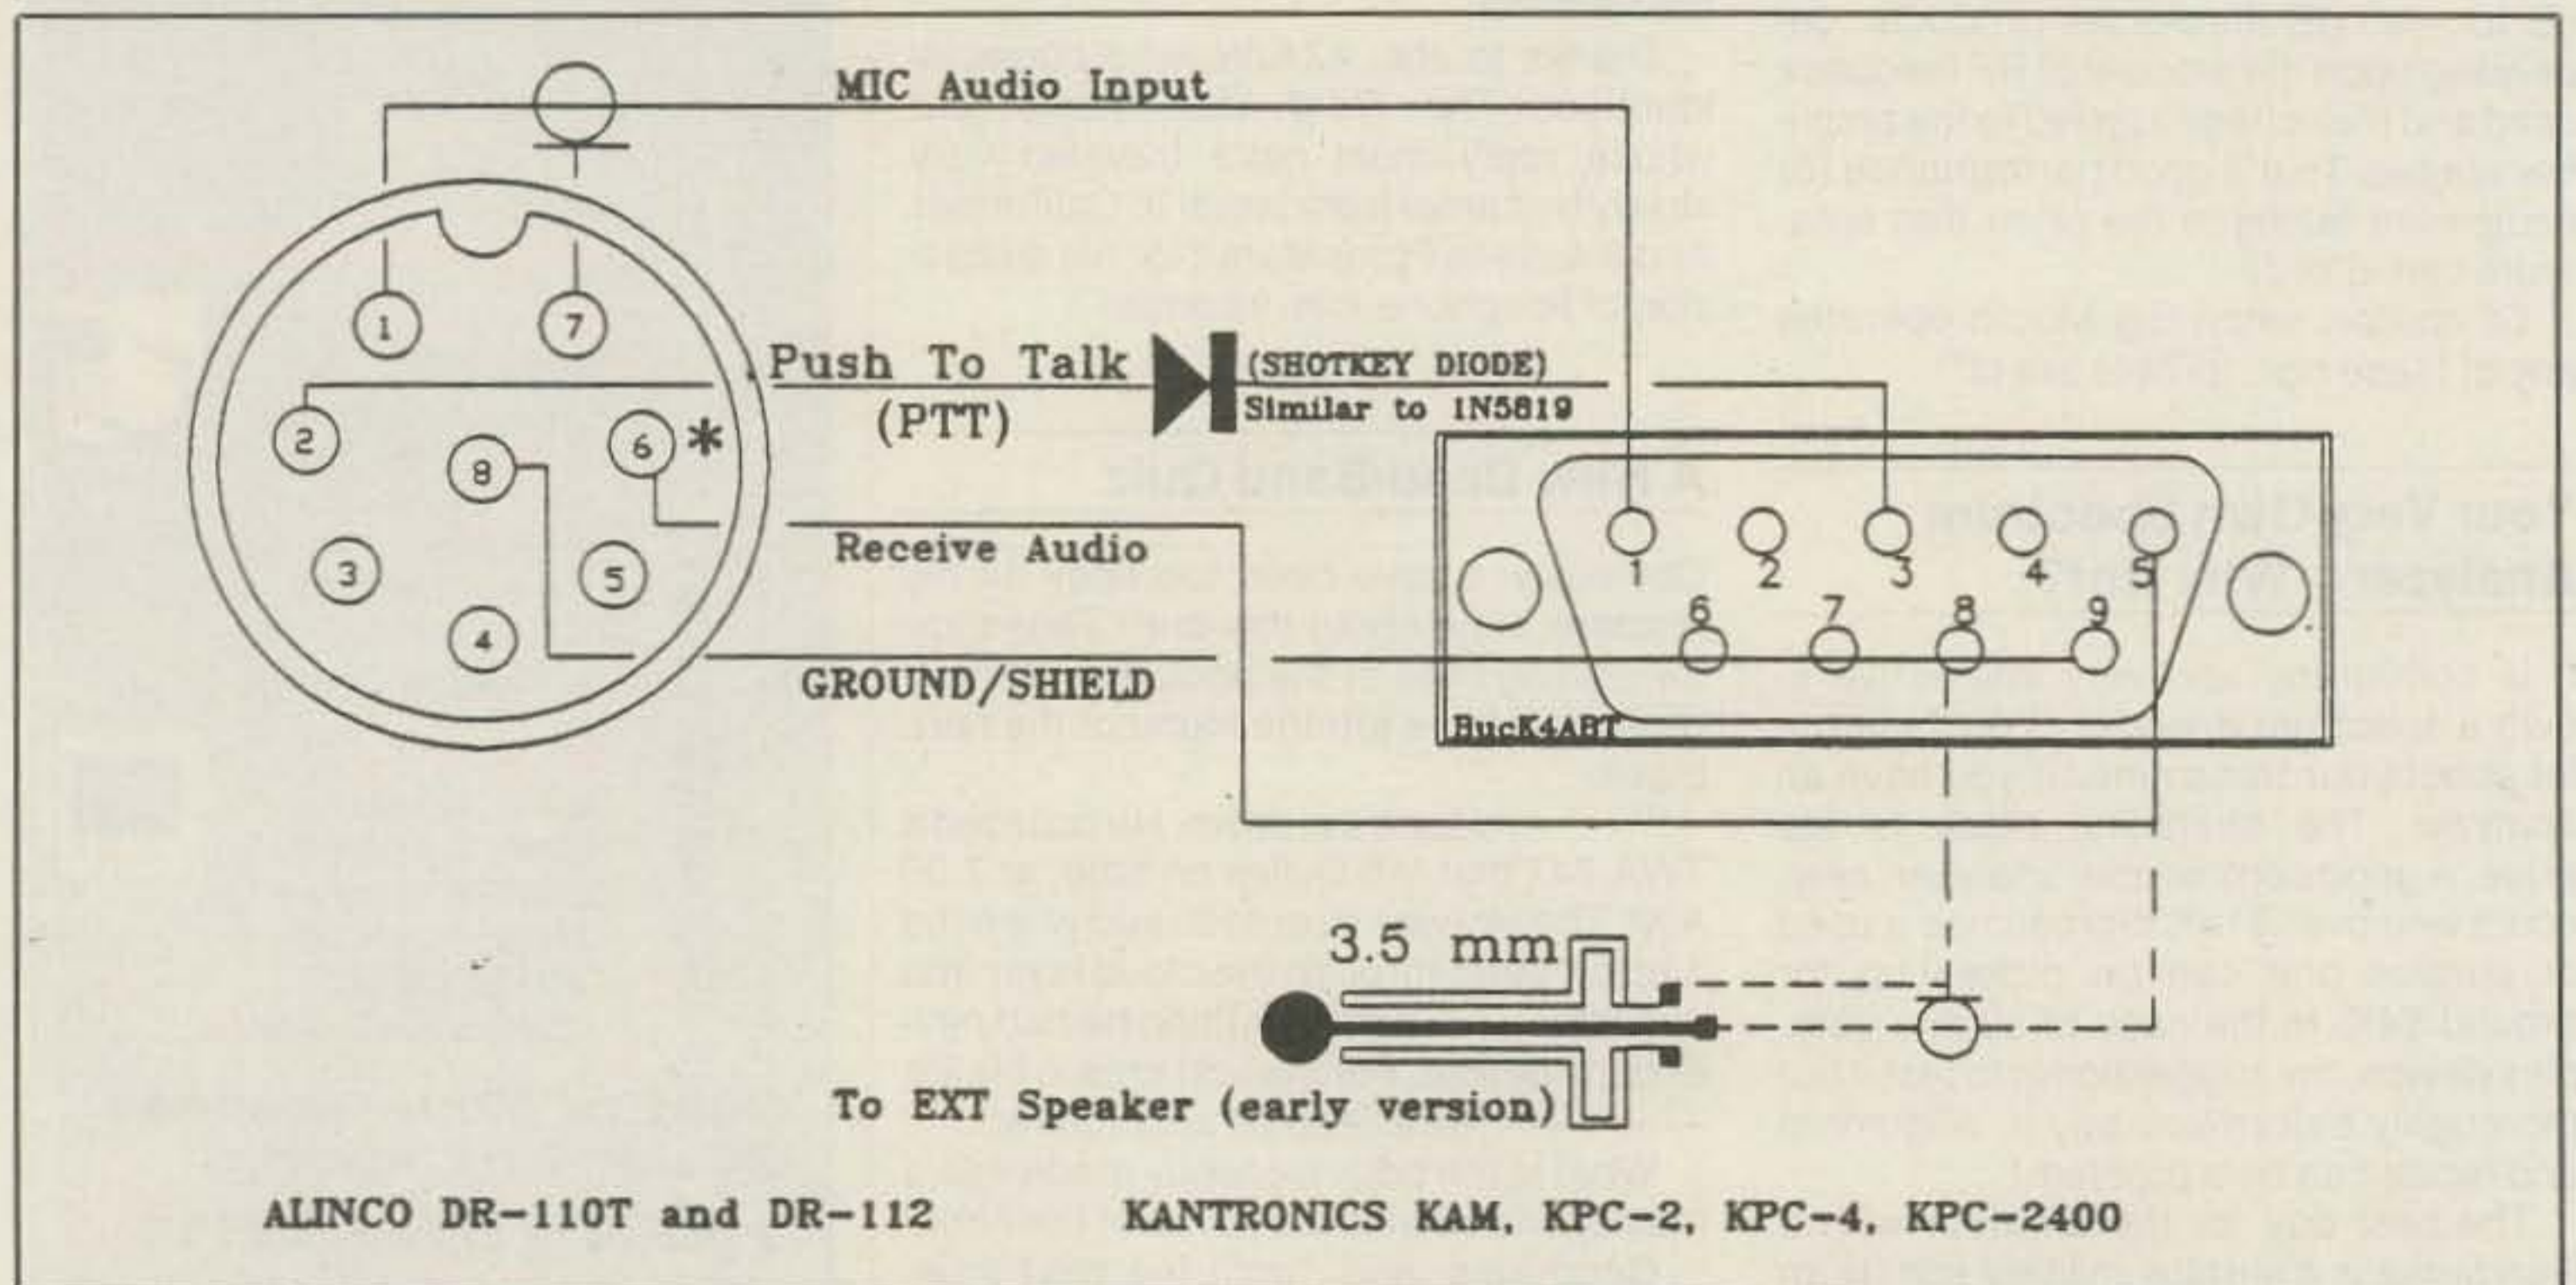 MIC Audio Input
1
7
Push To Talk
(PTT)
(SHOTKEY DIODE)
Similar to 1N5819
2
8
6 *
Receive Audio
3
5
4
GROUND/SHIELD
1 2 3 4 5
6 7 8 9
BucK4ABT
3.5 mm
To EXT Speaker (early version)
ALINCO DR-110T and DR-112
KANTRONICS KAM, KPC-2, KPC-4, KPC-2400